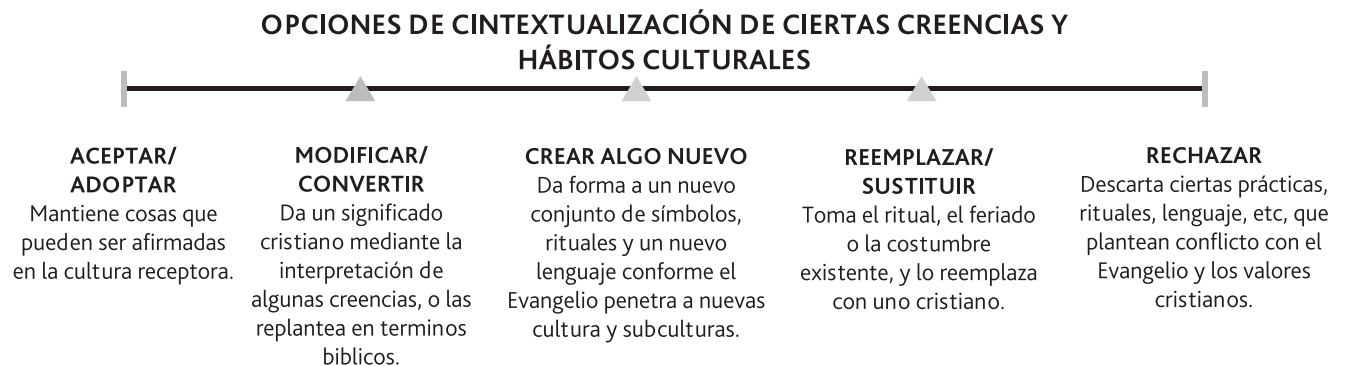 OPCIONES DE CINTEXTUALIZACIÓN DE CIERTAS CREENCIAS Y
HÁBITOS CULTURALES
ACEPTAR/
ADOPTAR
Mantiene cosas que
pueden ser afirmadas
en la cultura receptora.
MODIFICAR/
CONVERTIR
Da un significado
cristiano mediante la
interpretación de
algunas creencias, o las
replantea en terminos
biblicos.
CREAR ALGO NUEVO
Da forma a un nuevo
conjunto de símbolos,
rituales y un nuevo
lenguaje conforme el
Evangelio penetra a nuevas
cultura y subculturas.
REEMPLAZAR/
SUSTITUIR
Toma el ritual, el feriado
o la costumbre
existente, y lo reemplaza
con uno cristiano.
RECHAZAR
Descarta ciertas prácticas,
rituales, lenguaje, etc, que
plantean conflicto con el
Evangelio y los valores
cristianos.